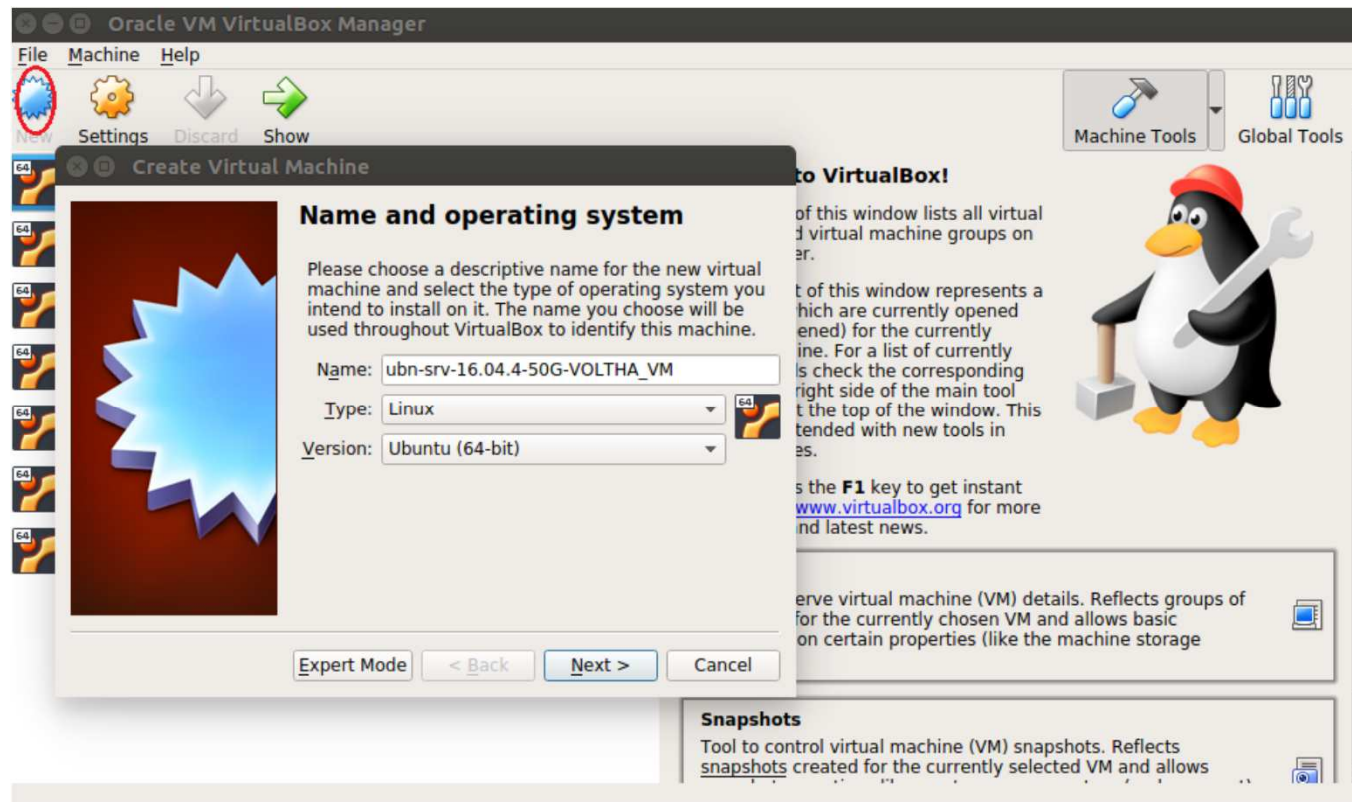 Oracle VM VirtualBox Manager
File Machine Help
New Settings Discard Show
Machine Tools
Global Tools
64
64
64
64
64
64
64
Create Virtual Machine
Name and operating system
Please choose a descriptive name for the new virtual
machine and select the type of operating system you
intend to install on it. The name you choose will be
used throughout VirtualBox to identify this machine.
Name: ubn-srv-16.04.4-50G-VOLTHA_VM
Type: Linux
64
Version: Ubuntu (64-bit)
Expert Mode < Back Next > Cancel
to VirtualBox!
of this window lists all virtual
d virtual machine groups on
er.
t of this window represents a
hich are currently opened
ened) for the currently
ine. For a list of currently
ls check the corresponding
right side of the main tool
t the top of the window. This
tended with new tools in
es.
s the F1 key to get instant
www.virtualbox.org for more
and latest news.
erve virtual machine (VM) details. Reflects groups of
for the currently chosen VM and allows basic
on certain properties (like the machine storage
Snapshots
Tool to control virtual machine (VM) snapshots. Reflects
snapshots created for the currently selected VM and allows